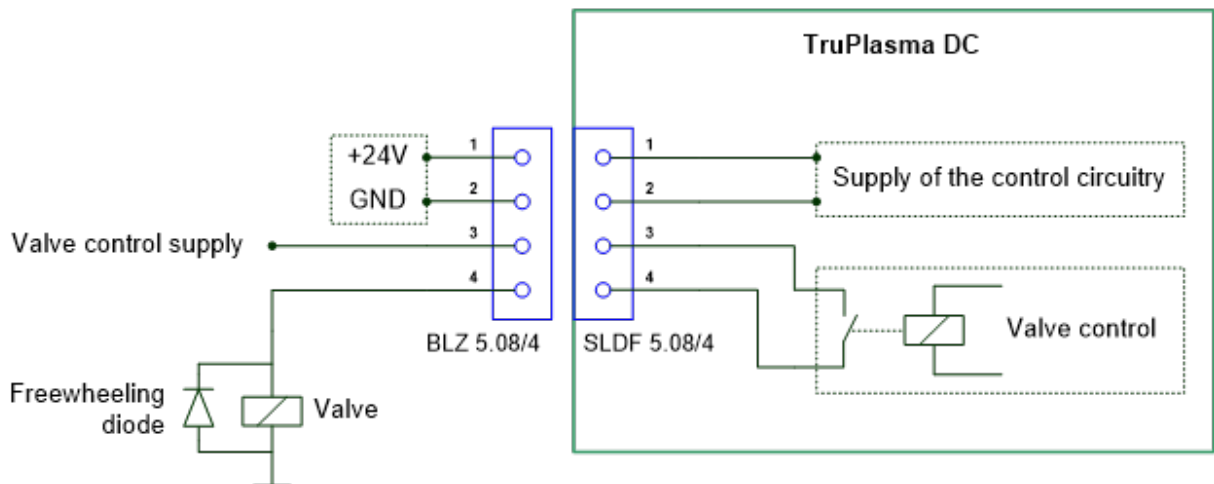 TruPlasma DC
+24V
GND
1
2
3
4
1
2
3
4
Supply of the control circuitry
Valve control supply
BLZ 5.08/4
SLDF 5.08/4
Valve control
Freewheeling
diode
Valve